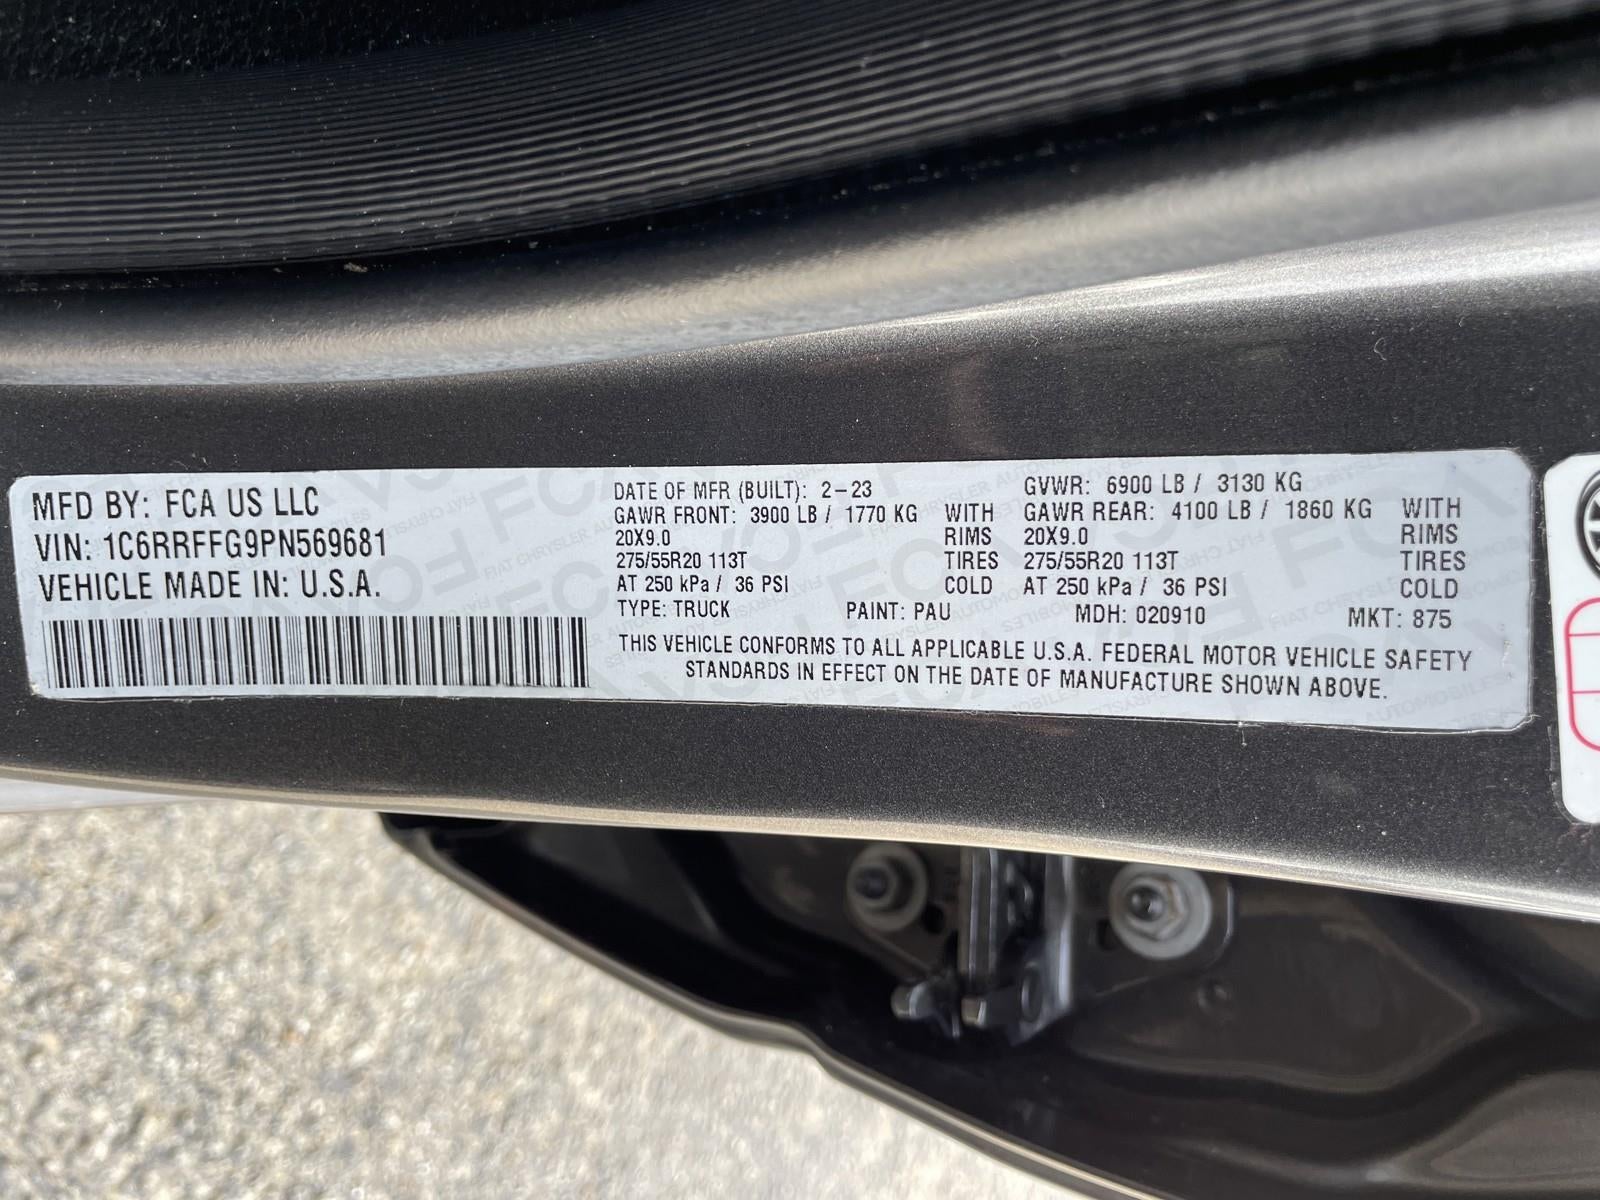 MFD BY: FCA US LLC
VIN: 1C6RRFFG9PN569681
VEHICLE MADE IN: U.S.A.
DATE OF MFR (BUILT): 2-23
GAWR FRONT: 3900 LB / 1770 KG WITH
20X9.0 RIMS
275/55R20 113T TIRES
AT 250 kPa / 36 PSI COLD
GVWR: 6900 LB / 3130 KG
GAWR REAR: 4100 LB / 1860 KG WITH
20X9.0 RIMS
275/55R20 113T TIRES
AT 250 kPa / 36 PSI COLD
TYPE: TRUCK PAINT: PAU MDH: 020910 MKT: 875
THIS VEHICLE CONFORMS TO ALL APPLICABLE U.S.A. FEDERAL MOTOR VEHICLE SAFETY
STANDARDS IN EFFECT ON THE DATE OF MANUFACTURE SHOWN ABOVE.